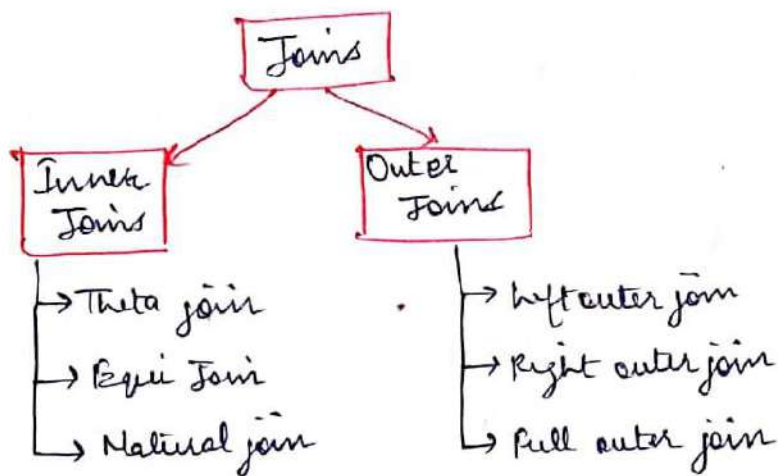 Joins
Inner
Joins
Outer
Joins
Theta join
Equi Join
Natural join
Left outer join
Right outer join
Full outer join